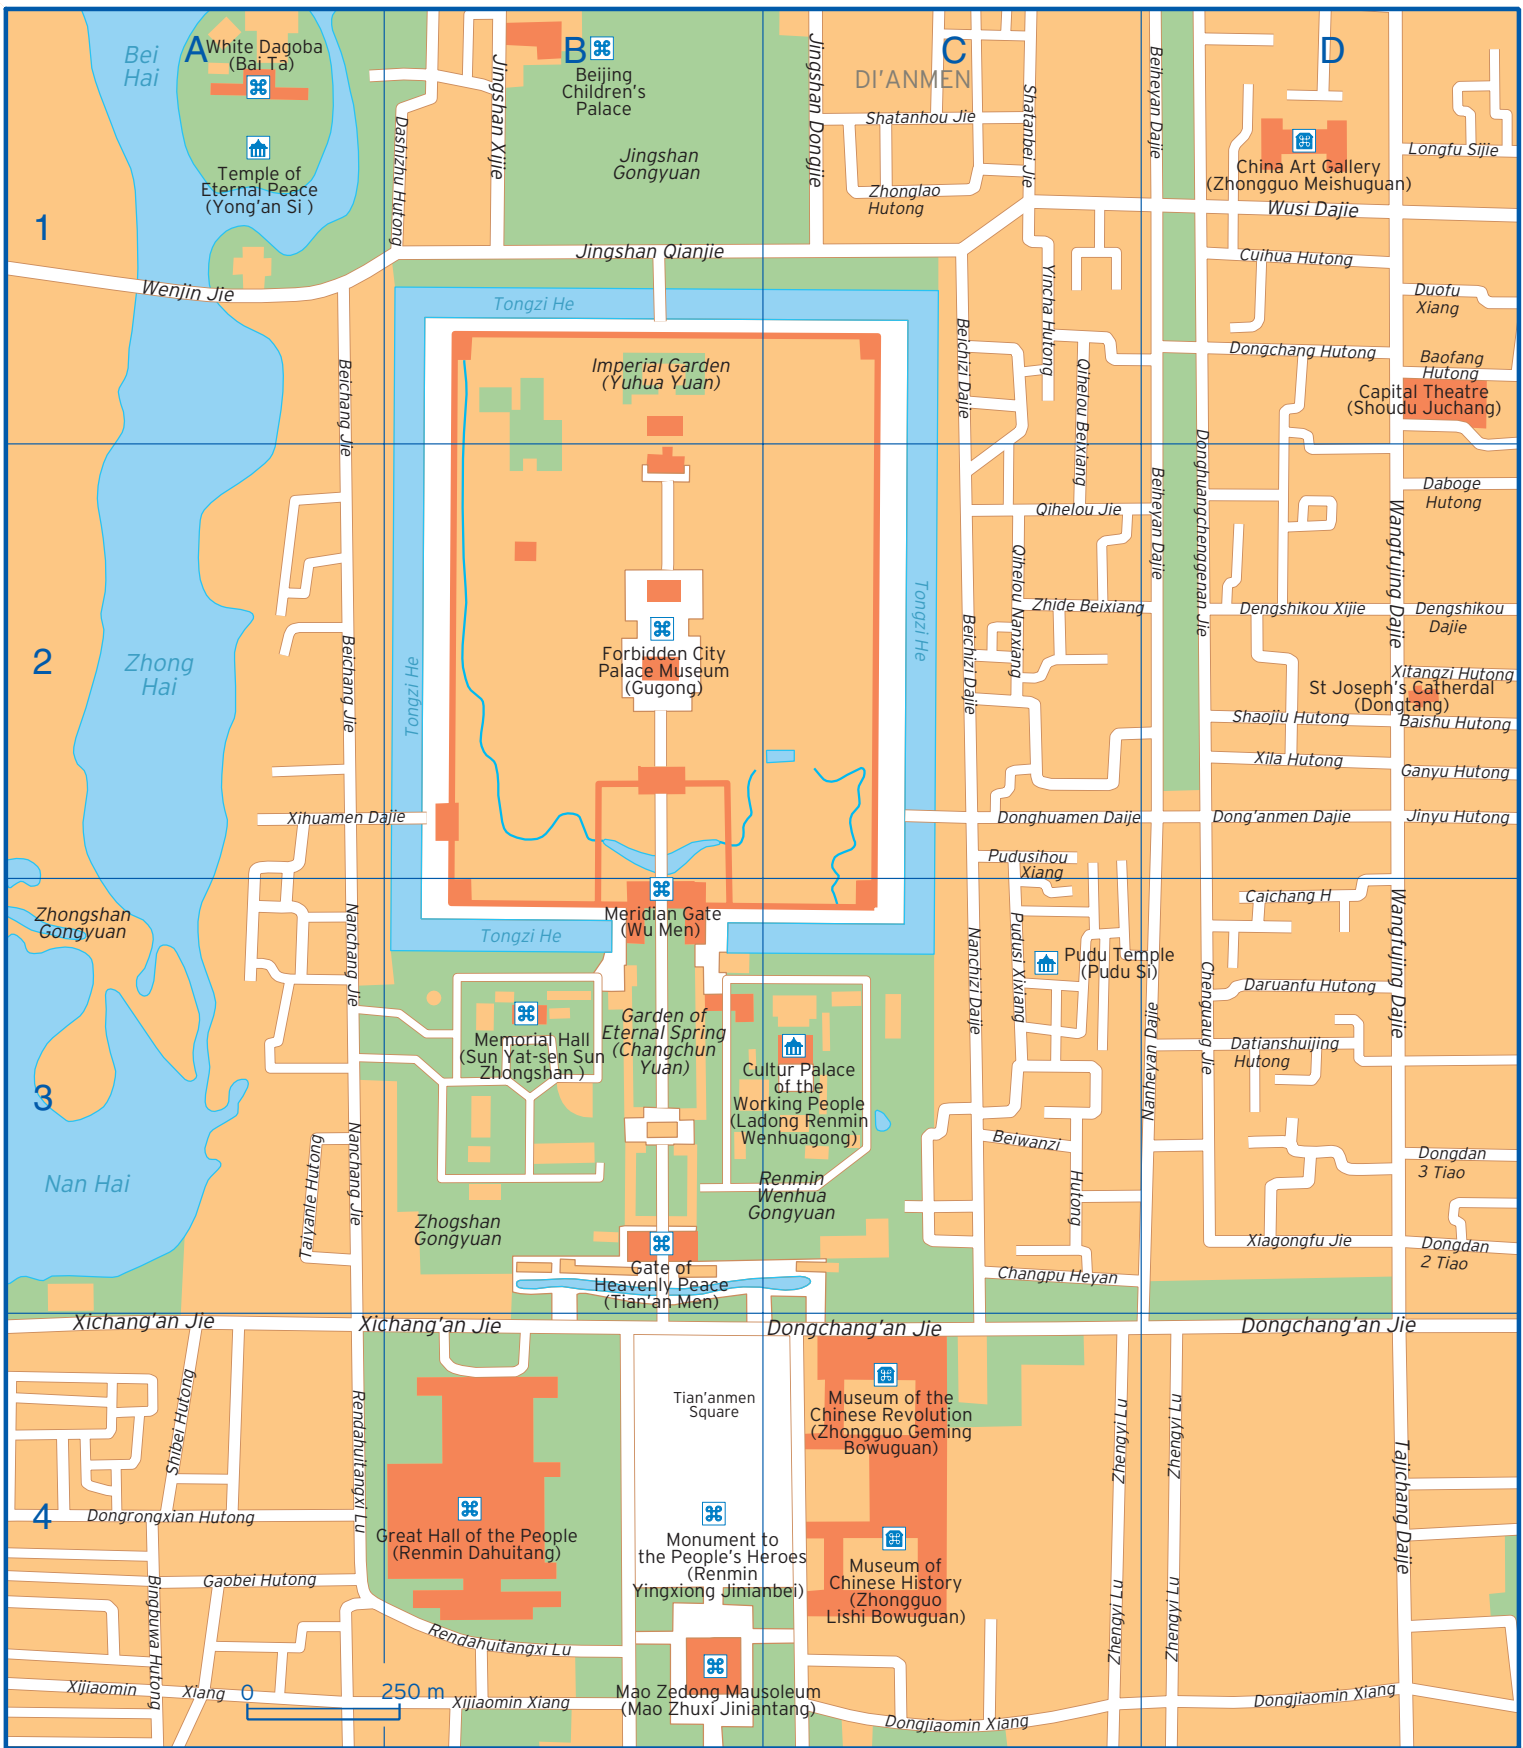 A
B
C
D
1
2
3
4
Bei
Hai
White Dagoba
(Bai Ta)
Temple of
Eternal Peace
(Yong'an Si )
Dashizhu Hutong
Jingshan Xijie
Beijing
Children's
Palace
Jingshan
Gongyuan
Jingshan Dongjie
DI'ANMEN
Shatanhou Jie
Shatanbei Jie
Zhonglao
Hutong
Beiheyan Dajie
China Art Gallery
(Zhongguo Meishuguan)
Longfu Sijie
Wusi Dajie
Wenjin Jie
Jingshan Qianjie
Cuihua Hutong
Duofu
Xiang
Tongzi He
Yincha Hutong
Beichizi Dajie
Qihelou Beixiang
Dongchang Hutong
Baofang
Hutong
Capital Theatre
(Shoudu Juchang)
Beichang Jie
Imperial Garden
(Yuhua Yuan)
Donghuangchenggenan Jie
Daboge
Hutong
Qihelou Jie
Beiheyan Dajie
Wangfujing Dajie
Qihelou Nanxiang
Zhide Beixiang
Dengshikou Xijie
Dengshikou
Dajie
Tongzi He
Tongzi He
Beichizi Dajie
Zhong
Hai
Beichang Jie
Forbidden City
Palace Museum
(Gugong)
Xitangzi Hutong
St Joseph's Catherdal
(Dongtang)
Shaojiu Hutong
Baishu Hutong
Xila Hutong
Ganyu Hutong
Xihuamen Dajie
Donghuamen Daije
Dong'anmen Dajie
Jinyu Hutong
Pudusihou
Xiang
Caichang H
Zhongshan
Gongyuan
Nanchang Jie
Meridian Gate
(Wu Men)
Tongzi He
Nanchizi Dajie
Pudusi Xixiang
Pudu Temple
(Pudu Si)
Chenguang Jie
Wangfujing Dajie
Daruanfu Hutong
Memorial Hall
(Sun Yat-sen Sun
Zhongshan )
Garden of
Eternal Spring
(Changchun
Yuan)
Cultur Palace
of the
Working People
(Ladong Renmin
Wenhuagong)
Nanheyan Dajie
Datianshuijing
Hutong
Beiwanzi
Hutong
Nan Hai
Taiyanle Hutong
Nanchang Jie
Zhogshan
Gongyuan
Renmin
Wenhua
Gongyuan
Dongdan
3 Tiao
Xiagongfu Jie
Dongdan
2 Tiao
Gate of
Heavenly Peace
(Tian'an Men)
Changpu Heyan
Xichang'an Jie
Xichang'an Jie
Dongchang'an Jie
Dongchang'an Jie
Shibei Hutong
Rendahuitangxi Lu
Tian'anmen
Square
Museum of the
Chinese Revolution
(Zhongguo Geming
Bowuguan)
Zhengyi Lu
Zhengyi Lu
Tajichang Dajie
Dongrongxian Hutong
Great Hall of the People
(Renmin Dahuitang)
Monument to
the People's Heroes
(Renmin
Yingxiong Jinianbei)
Museum of
Chinese History
(Zhongguo
Lishi Bowuguan)
Gaobei Hutong
Bingbuwa Hutong
Zhengyi Lu
Zhengyi Lu
Rendahuitangxi Lu
Xijiaomin
Xiang
0
250 m
Xijiaomin Xiang
Mao Zedong Mausoleum
(Mao Zhuxi Jiniantang)
Dongjiaomin Xiang
Dongjiaomin Xiang